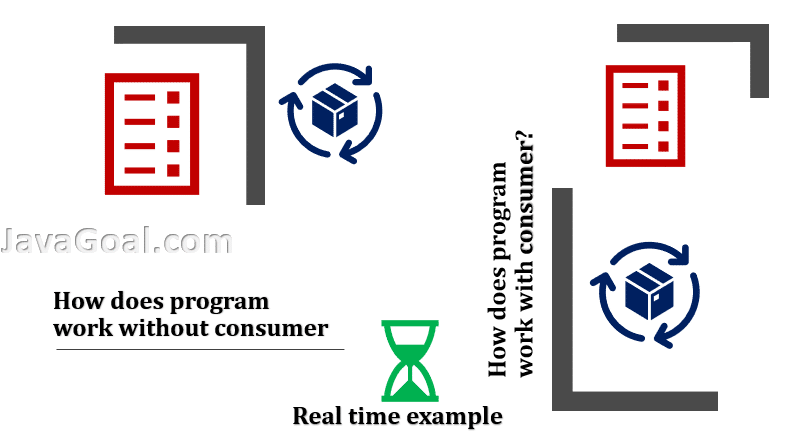 JavaGoal.com
How does program
work without consumer
How does program
work with consumer?
Real time example